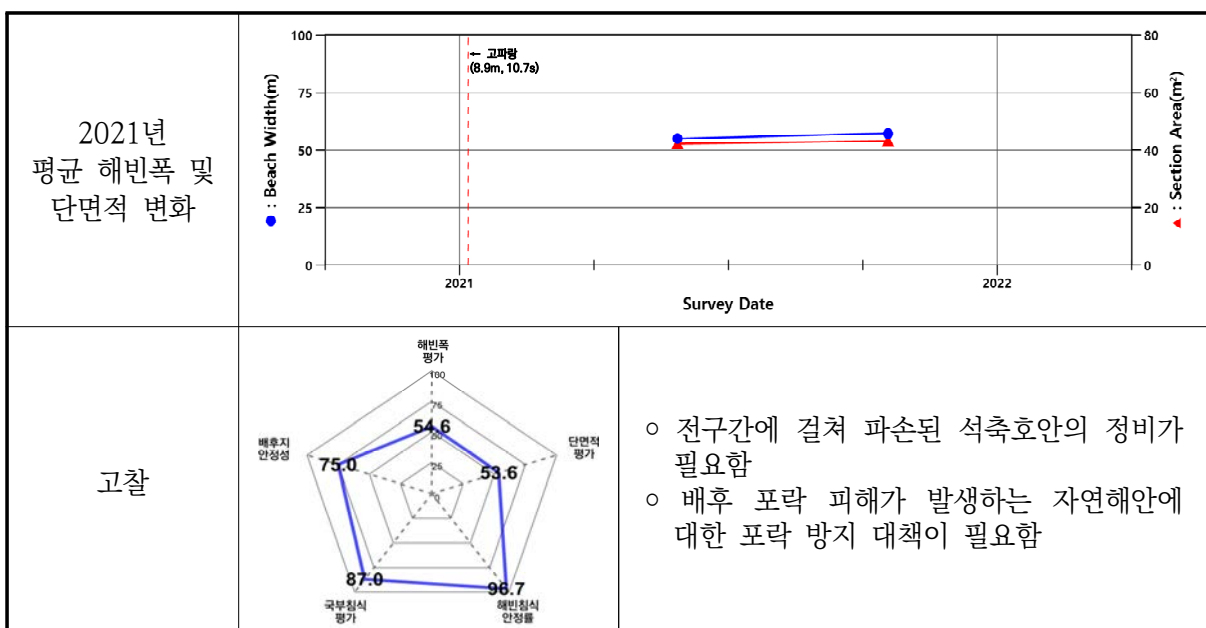 2021년
평균 해빈폭 및
단면적 변화
100
75
50
25
0
● : Beach Width(m)
← 고파랑
(8.9m, 10.7s)
80
60
40
20
0
▲ : Section Area(m²)
2021
2022
Survey Date
고찰
해빈폭
평가
100
75
54.6
50
25
0
배후지
안정성
75.0
단면적
평가
53.6
87.0
국부침식
평가
96.7
해빈침식
안정률
○ 전구간에 걸쳐 파손된 석축호안의 정비가
필요함
○ 배후 포락 피해가 발생하는 자연해안에
대한 포락 방지 대책이 필요함